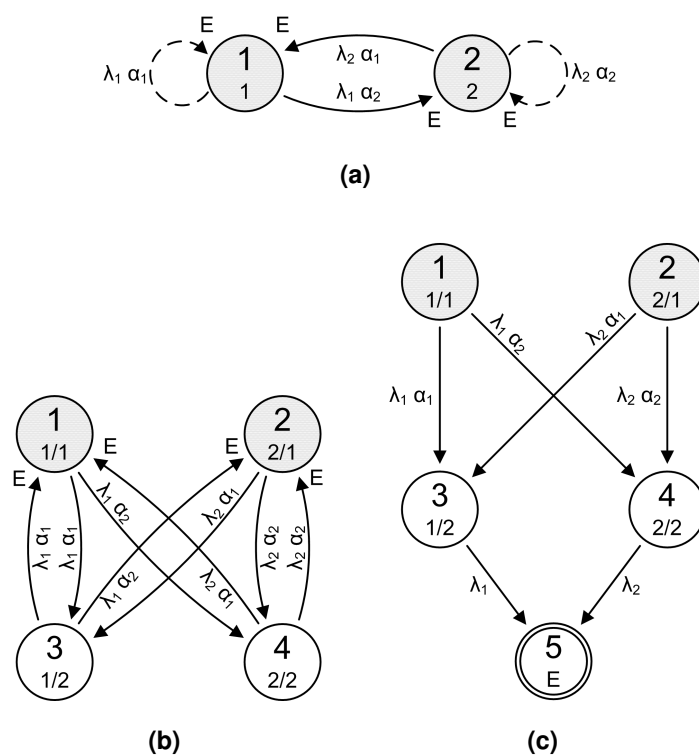 E
E
1
1
λ₁ α₁
λ₂ α₁
λ₁ α₂
2
2
λ₂ α₂
E
E
(a)
1
1/1
2
2/1
λ₁ α₂
λ₂ α₁
λ₁ α₁
λ₂ α₂
3
1/2
4
2/2
λ₁
λ₂
5
E
(c)
1
1/1
2
2/1
E
E
E
E
λ₁ α₂
λ₂ α₁
λ₁ α₁
λ₁ α₁
λ₂ α₂
λ₂ α₂
λ₁ α₂
λ₂ α₁
3
1/2
4
2/2
(b)